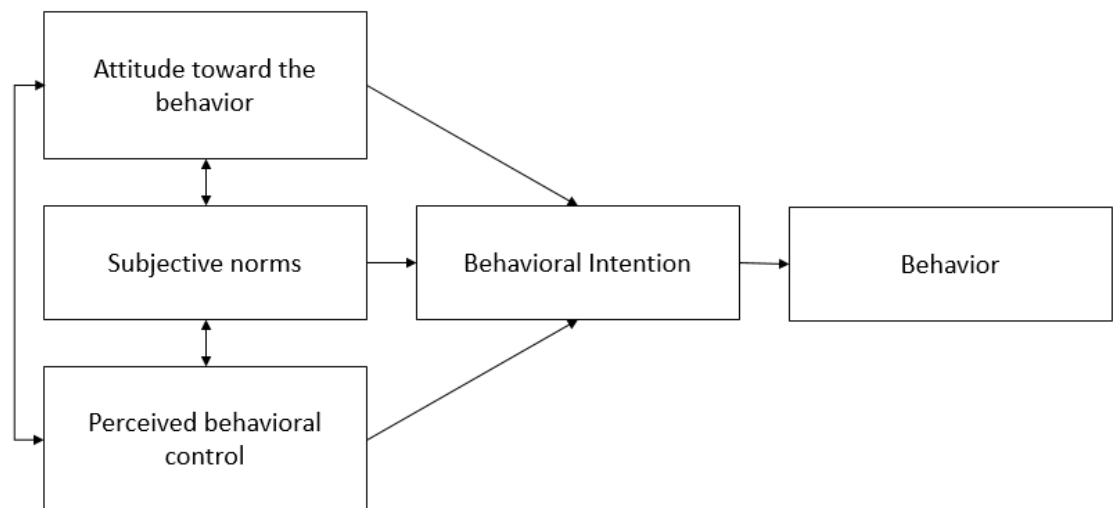 Attitude toward the
behavior
Subjective norms
Behavioral Intention
Behavior
Perceived behavioral
control